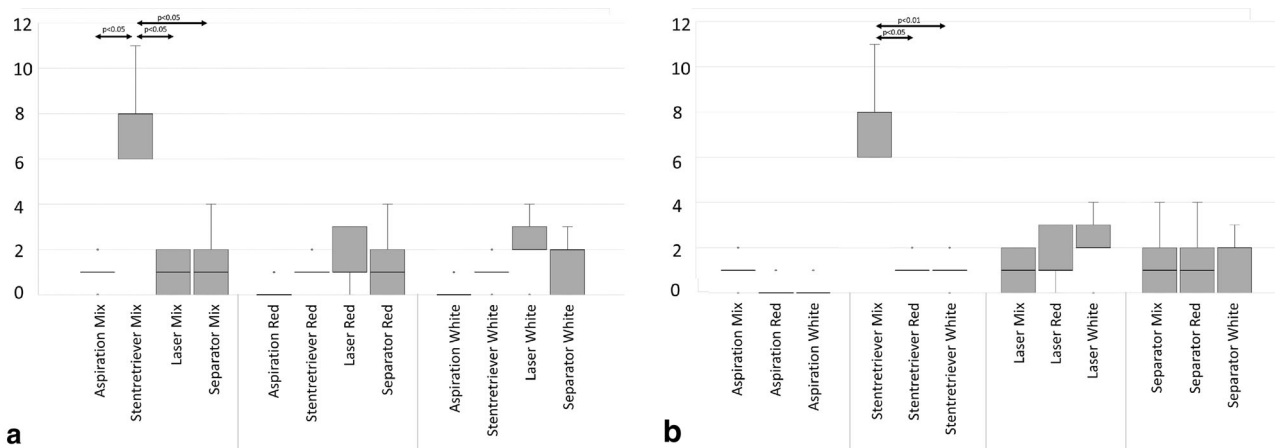 p<0.05
p<0.05 p<0.05
12
10
8
6
4
2
0
Aspiration Mix
Stentretriever Mix
Laser Mix
Separator Mix
Aspiration Red
Stentretriever Red
Laser Red
Separator Red
Aspiration White
Stentretriever White
Laser White
Separator White
a
p<0.01
p<0.05
12
10
8
6
4
2
0
Aspiration Mix
Aspiration Red
Aspiration White
Stentretriever Mix
Stentretriever Red
Stentretriever White
Laser Mix
Laser Red
Laser White
Separator Mix
Separator Red
Separator White
b